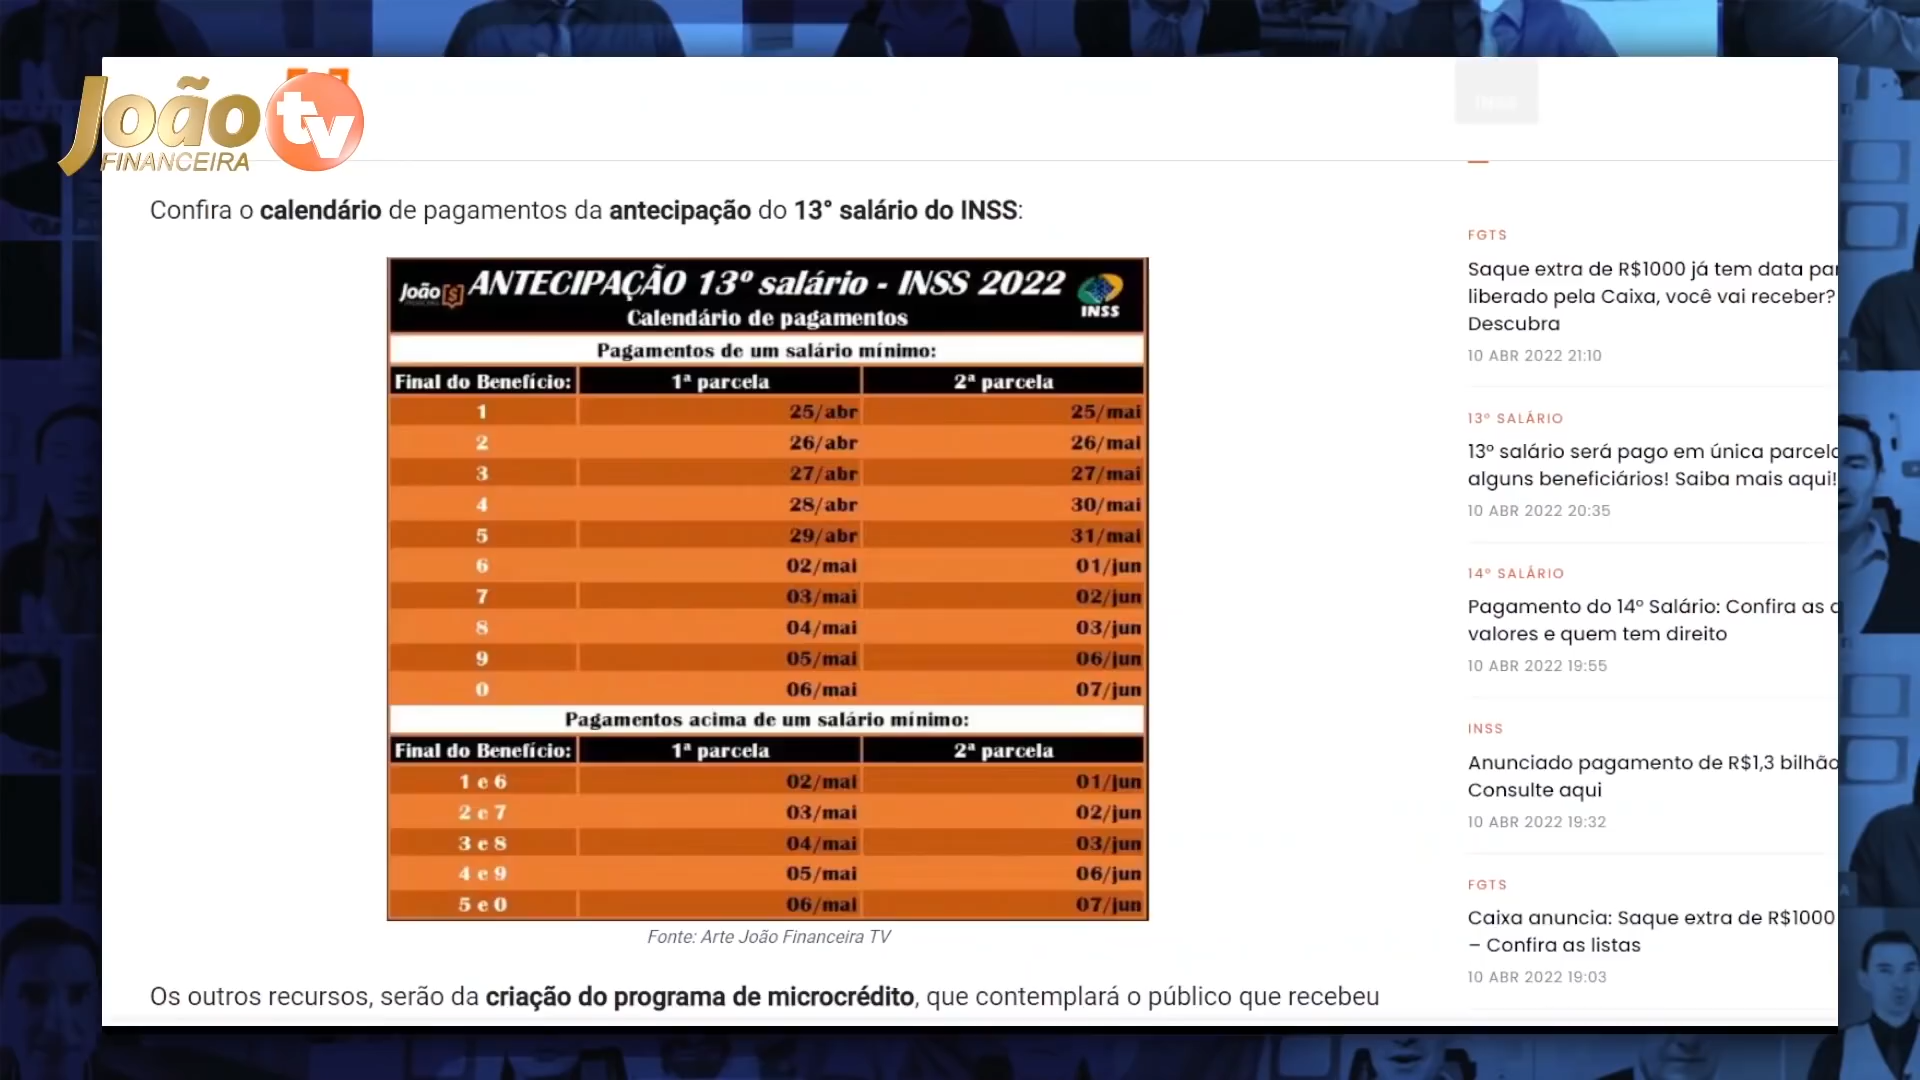 João tv
FINANCEIRA
Confira o calendário de pagamentos da antecipação do 13° salário do INSS:
João ANTECIPAÇÃO 13º salário - INSS 2022
INSS
Calendário de pagamentos
Pagamentos de um salário mínimo:
Final do Benefício: 1ª parcela 2ª parcela
1 25/abr 25/mai
2 26/abr 26/mai
3 27/abr 27/mai
4 28/abr 30/mai
5 29/abr 31/mai
6 02/mai 01/jun
7 03/mai 02/jun
8 04/mai 03/jun
9 05/mai 06/jun
0 06/mai 07/jun
Pagamentos acima de um salário mínimo:
Final do Benefício: 1ª parcela 2ª parcela
1 e 6 02/mai 01/jun
2 e 7 03/mai 02/jun
3 e 8 04/mai 03/jun
4 e 9 05/mai 06/jun
5 e 0 06/mai 07/jun
Fonte: Arte João Financeira TV
Os outros recursos, serão da criação do programa de microcrédito, que contemplará o público que recebeu
FGTS
Saque extra de R$1000 já tem data
liberado pela Caixa, você vai receber?
Descubra
10 ABR 2022 21:10
13º SALÁRIO
13º salário será pago em única
alguns beneficiários! Saiba mais aqui!
10 ABR 2022 20:35
14º SALÁRIO
Pagamento do 14º Salário: Confira as
valores e quem tem direito
10 ABR 2022 19:55
INSS
Anunciado pagamento de R$1,3 bilhão
Consulte aqui
10 ABR 2022 19:32
FGTS
Caixa anuncia: Saque extra de R$1000
– Confira as listas
10 ABR 2022 19:03